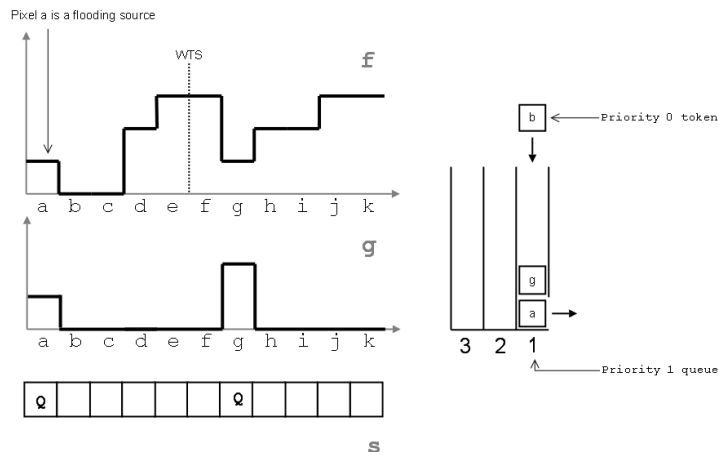 Pixel a is a flooding source
WTS
f
a b c d e f g h i j k
b
Priority 0 token
g
a b c d e f g h i j k
g
a
3 2 1
Priority 1 queue
Q Q
s